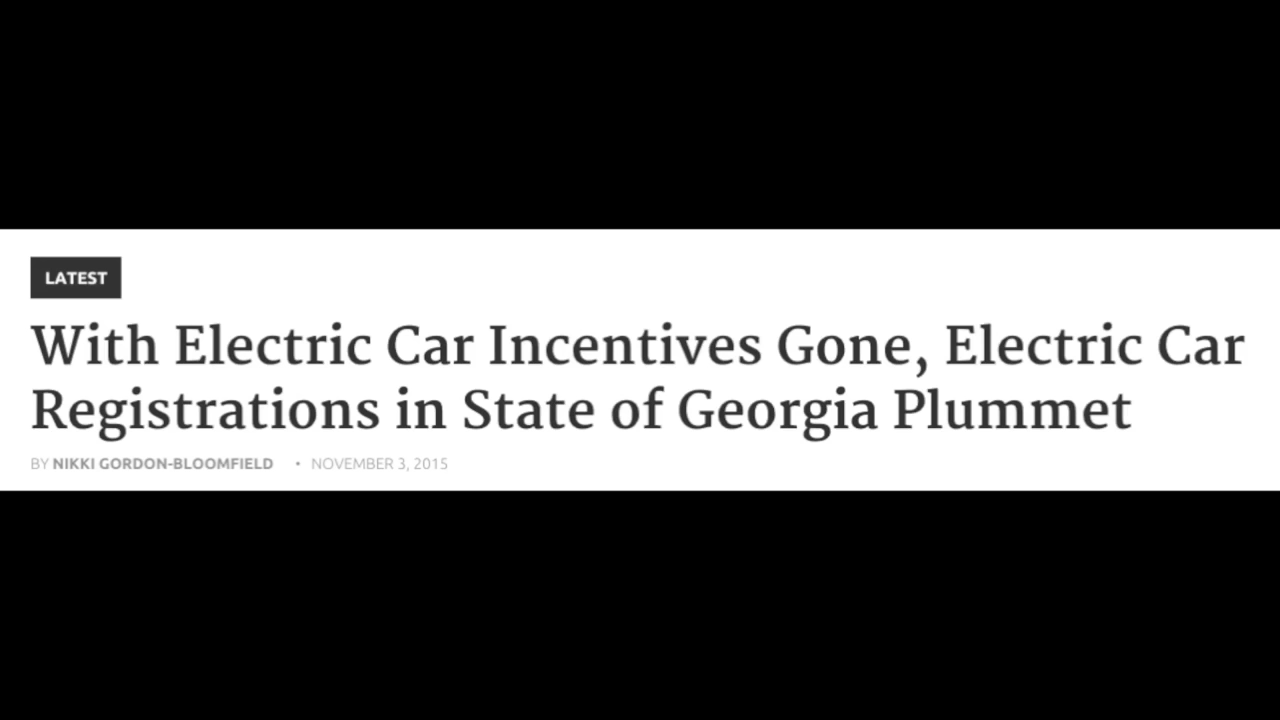 LATEST
With Electric Car Incentives Gone, Electric Car
Registrations in State of Georgia Plummet
BY NIKKI GORDON-BLOOMFIELD • NOVEMBER 3, 2015